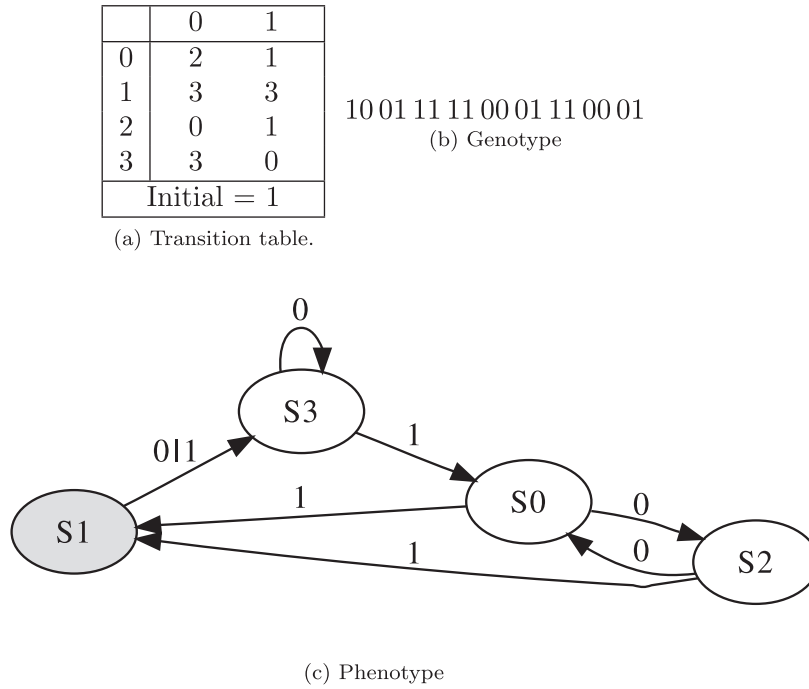 0 1
0 2 1
1 3 3
2 0 1
3 3 0
Initial = 1
(a) Transition table.
10 01 11 11 00 01 11 00 01
(b) Genotype
0
S3
0|1
1
S1
1
S0
0
0
1
S2
(c) Phenotype